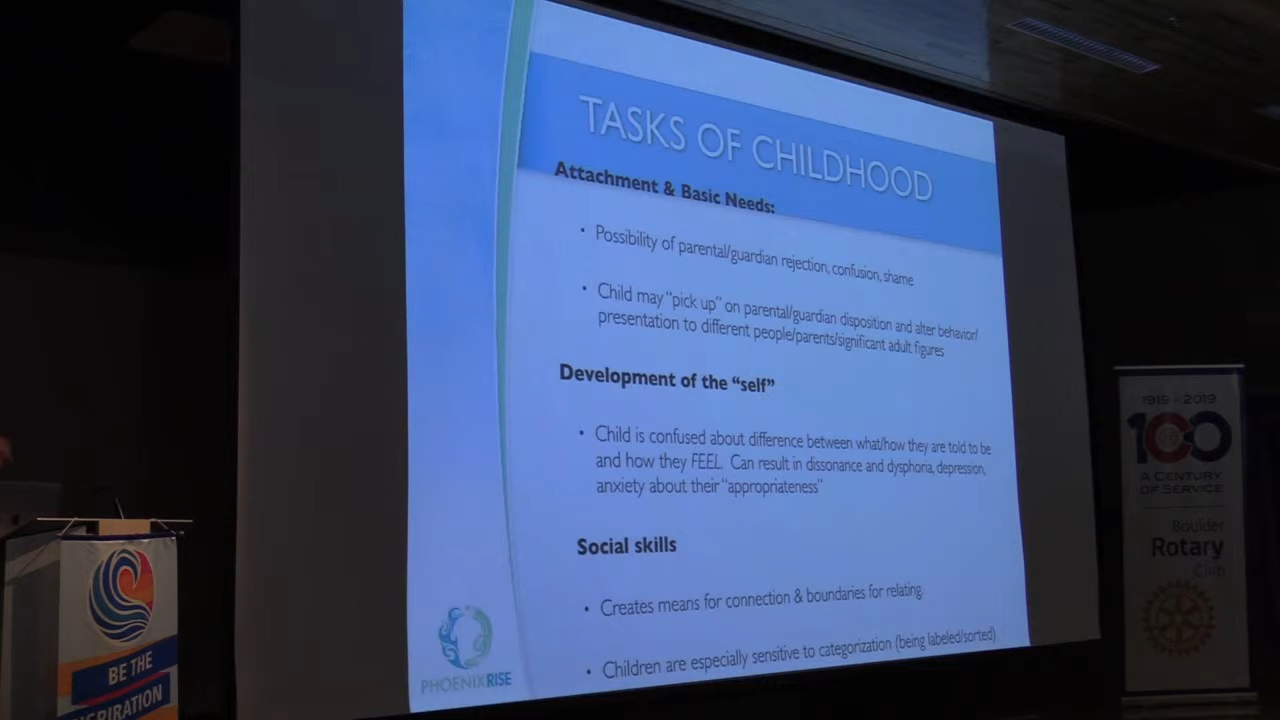 TASKS OF CHILDHOOD
Attachment & Basic Needs:
• Possibility of parental/guardian rejection, confusion, shame
• Child may “pick up” on parental/guardian disposition and alter behavior/
presentation to different people/parents/significant adult figures
Development of the “self”
• Child is confused about difference between what/how they are told to be
and how they FEEL. Can result in dissonance and dysphoria, depression,
anxiety about their “appropriateness”
Social skills
• Creates means for connection & boundaries for relating.
• Children are especially sensitive to categorization (being labeled/sorted)
PHOENIXRISE
BE THE
1919 - 2019
100
A CENTURY
OF SERVICE
Boulder
Rotary
Club